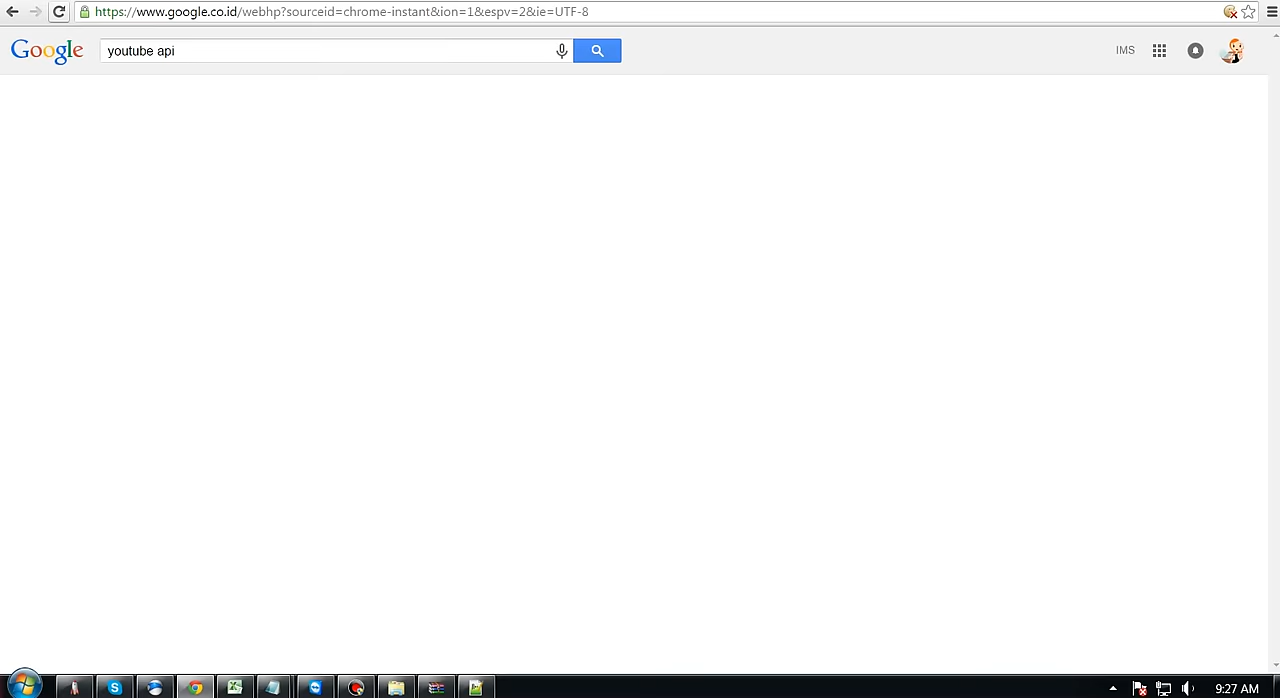 https://www.google.co.id/webhp?sourceid=chrome-instant&ion=1&espv=2&ie=UTF-8
Google
youtube api
IMS
9:27 AM